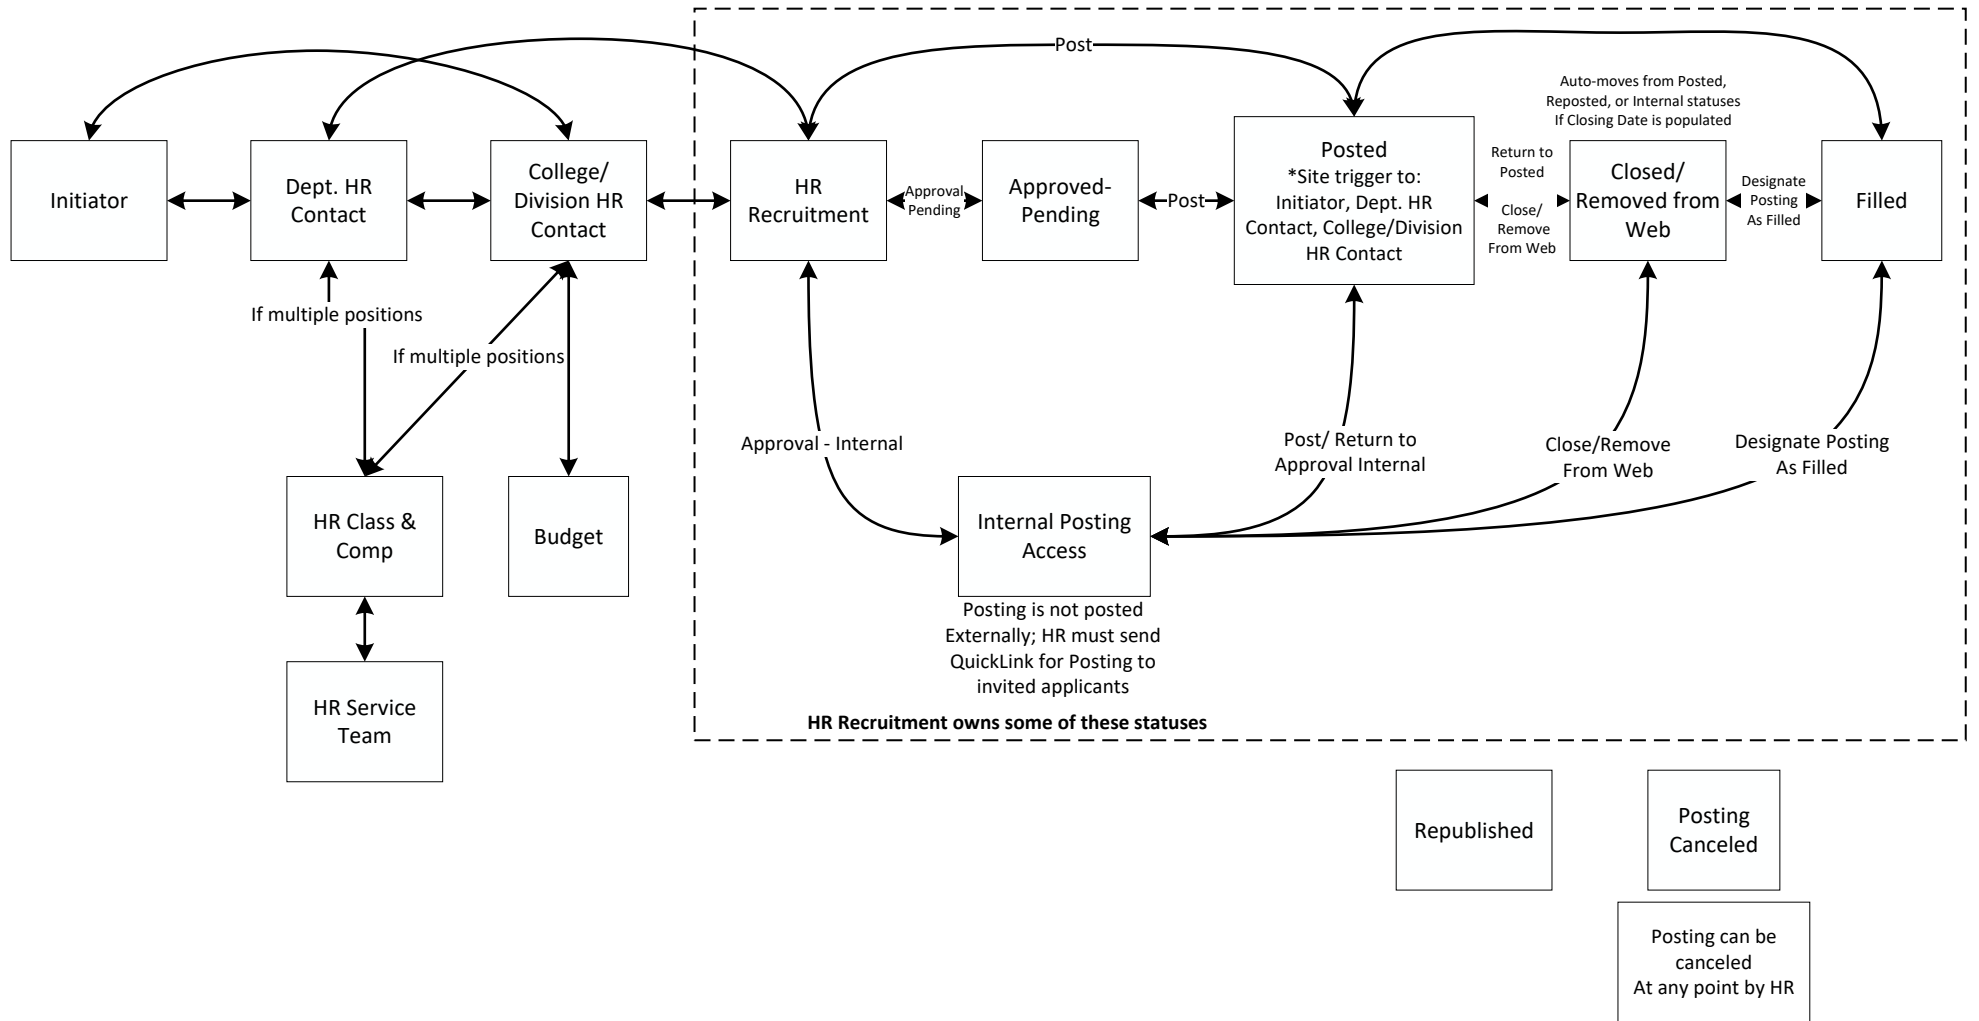 Post
Auto-moves from Posted,
Reposted, or Internal statuses
If Closing Date is populated
Initiator
Dept. HR
Contact
College/
Division HR
Contact
HR
Recruitment
Approval
Pending
Approved-
Pending
Post
Posted
*Site trigger to:
Initiator, Dept. HR
Contact, College/Division
HR Contact
Return to
Posted
Close/
Remove
From Web
Closed/
Removed from
Web
Designate
Posting
As Filled
Filled
If multiple positions
If multiple positions
Approval - Internal
Post/ Return to
Approval Internal
Close/Remove
From Web
Designate Posting
As Filled
HR Class &
Comp
Budget
Internal Posting
Access
Posting is not posted
Externally; HR must send
QuickLink for Posting to
invited applicants
HR Service
Team
HR Recruitment owns some of these statuses
Republished
Posting
Canceled
Posting can be
canceled
At any point by HR